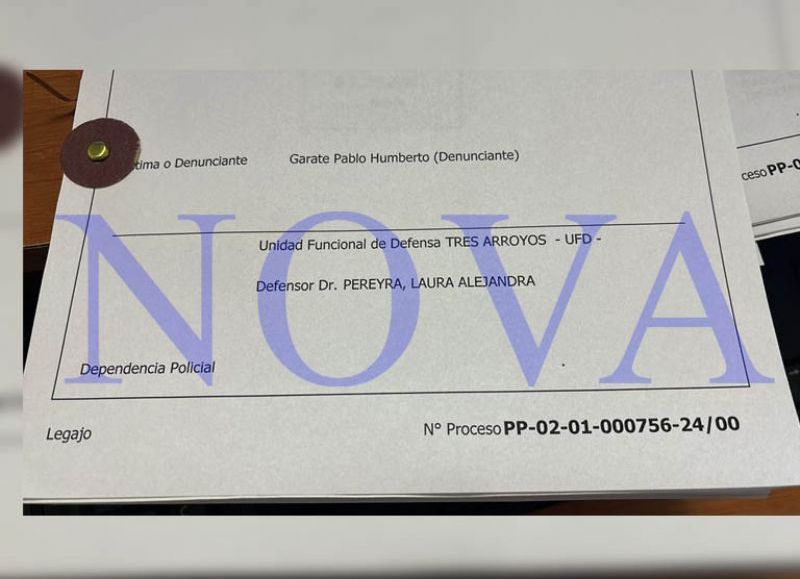 tima o Denunciante Garate Pablo Humberto (Denunciante)
ceso PP-0
NOVA
Unidad Funcional de Defensa TRES ARROYOS - UFD -
Defensor Dr. PEREYRA, LAURA ALEJANDRA
Dependencia Policial
Legajo
N° Proceso PP-02-01-000756-24/00